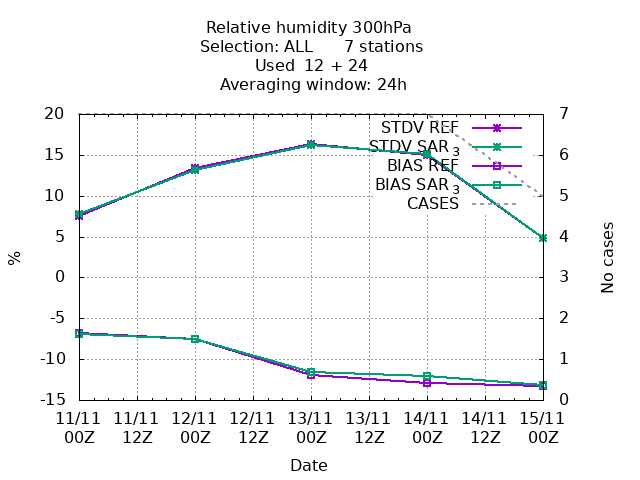 Relative humidity 300hPa
Selection: ALL      7 stations
Used  12 + 24
Averaging window: 24h
20
15
10
5
0
-5
-10
-15
%
7
6
5
4
3
2
1
0
No cases
STDV REF
STDV SAR 3
BIAS REF
BIAS SAR 3
CASES
11/11 11/11 12/11 12/11 13/11 13/11 14/11 14/11 15/11
00Z 12Z 00Z 12Z 00Z 12Z 00Z 12Z 00Z
Date